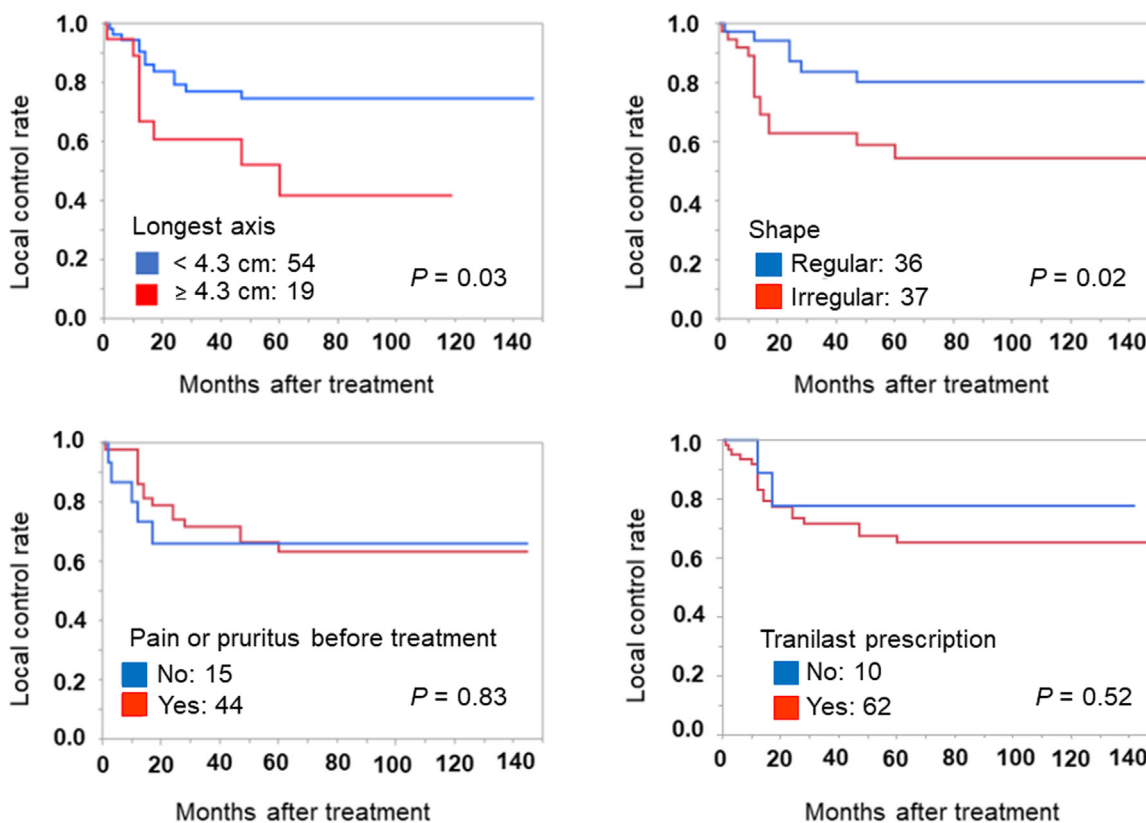 1.0
0.8
0.6
0.4
0.2
0.0
Local control rate
Longest axis
< 4.3 cm: 54
≥ 4.3 cm: 19
P = 0.03
0 20 40 60 80 100 120 140
Months after treatment
1.0
0.8
0.6
0.4
0.2
0.0
Local control rate
Shape
Regular: 36
Irregular: 37
P = 0.02
0 20 40 60 80 100 120 140
Months after treatment
1.0
0.8
0.6
0.4
0.2
0.0
Local control rate
Pain or pruritus before treatment
No: 15
Yes: 44
P = 0.83
0 20 40 60 80 100 120 140
Months after treatment
1.0
0.8
0.6
0.4
0.2
0.0
Local control rate
Tranilast prescription
No: 10
Yes: 62
P = 0.52
0 20 40 60 80 100 120 140
Months after treatment